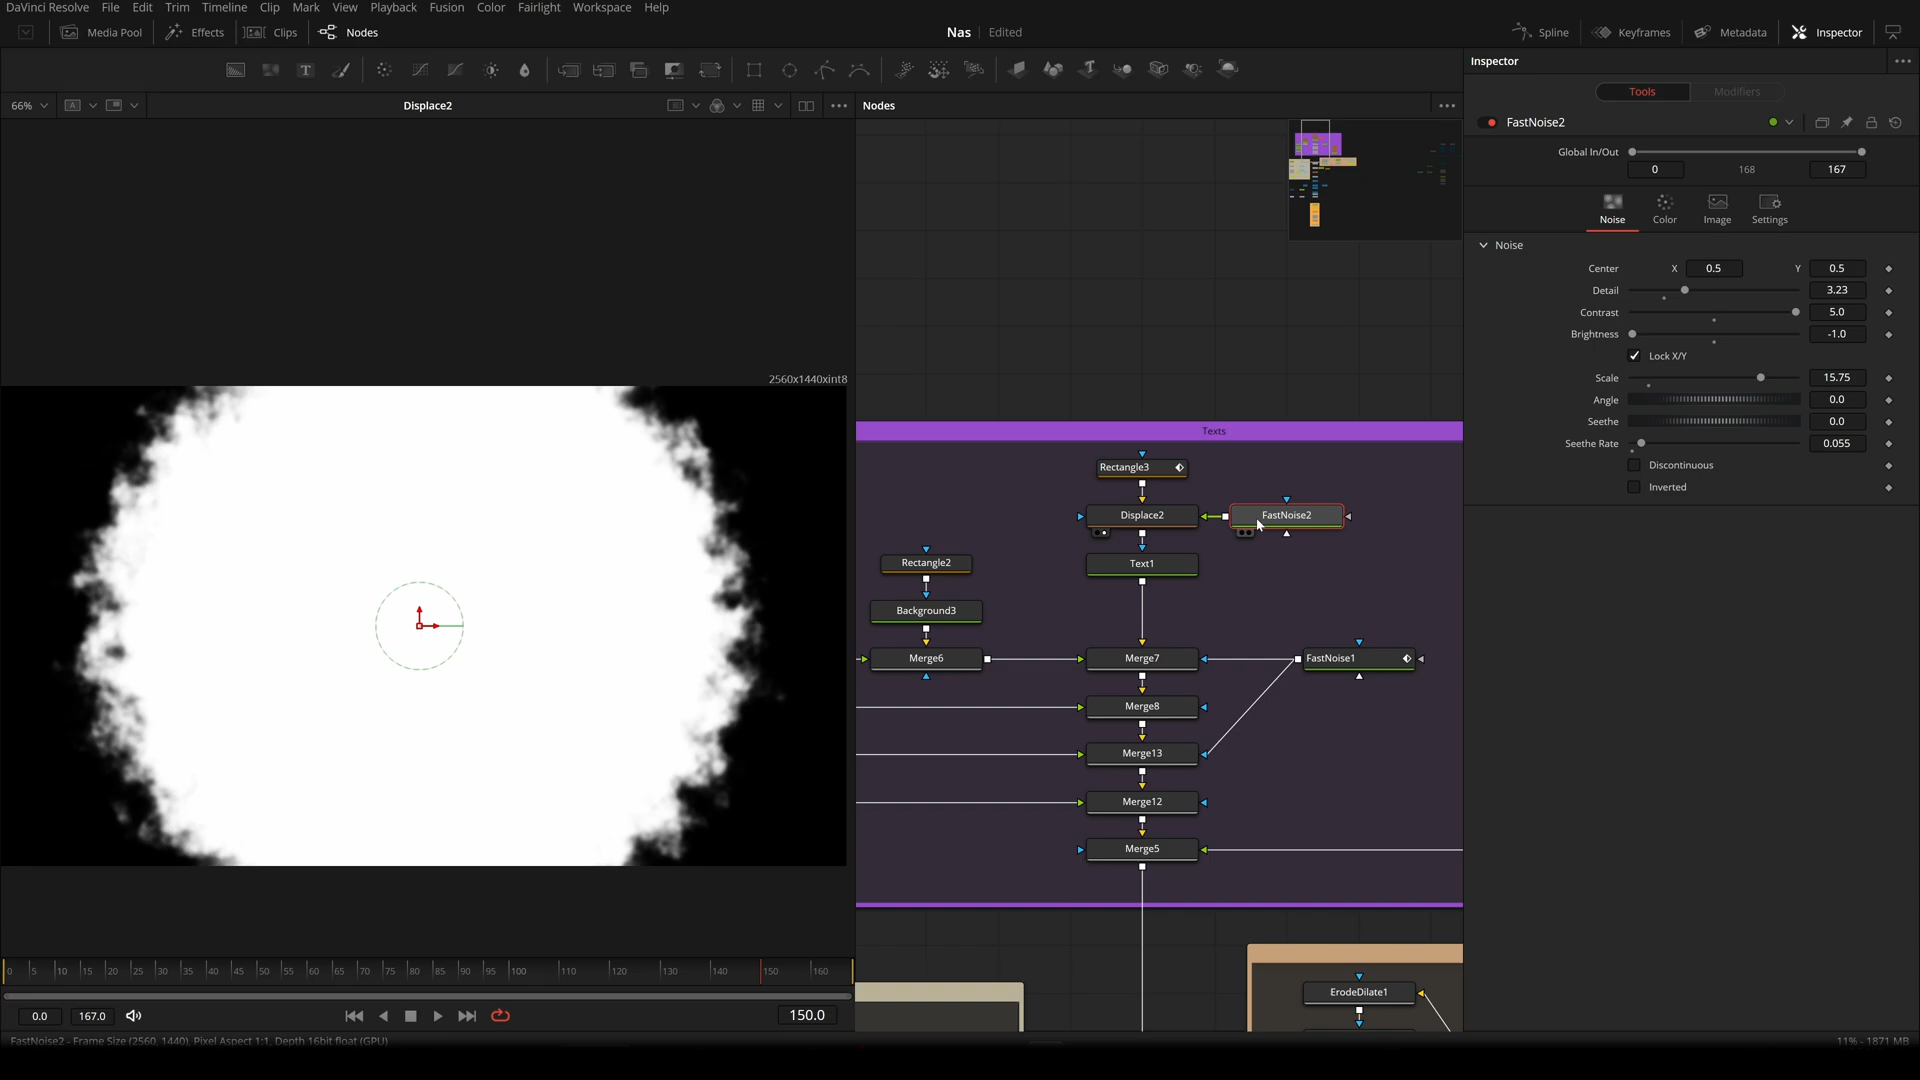 DaVinci Resolve File Edit Trim Timeline Clip Mark View Playback Fusion Color Fairlight Workspace Help
Media Pool Effects Clips Nodes Nas Edited Spline Keyframes Metadata Inspector
T
66% A Displace2 Nodes
2560x1440xint8
Texts
Rectangle3
Displace2 FastNoise2
Rectangle2 Text1
Background3
Merge6 Merge7 FastNoise1
Merge8
Merge13
Merge12
Merge5
ErodeDilate1
Inspector
Tools Modifiers
FastNoise2
Global In/Out
0 168 167
Noise Color Image Settings
Noise
Center X 0.5 Y 0.5
Detail 3.23
Contrast 5.0
Brightness -1.0
Lock X/Y
Scale 15.75
Angle 0.0
Seethe 0.0
Seethe Rate 0.055
Discontinuous
Inverted
0 5 10 15 20 25 30 35 40 45 50 55 60 65 70 75 80 85 90 95 100 110 120 130 140 150 160
0.0 167.0 150.0
FastNoise2 - Frame Size (2560, 1440), Pixel Aspect 1:1, Depth 16bit float (GPU) 11% - 1871 MB